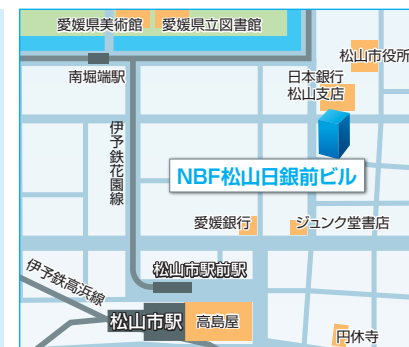 愛媛県美術館
愛媛県立図書館
松山市役所
南堀端駅
日本銀行
松山支店
伊予鉄花園線
NBF松山日銀前ビル
愛媛銀行
ジュンク堂書店
伊予鉄高浜線
松山市駅前駅
松山市駅
高島屋
円休寺